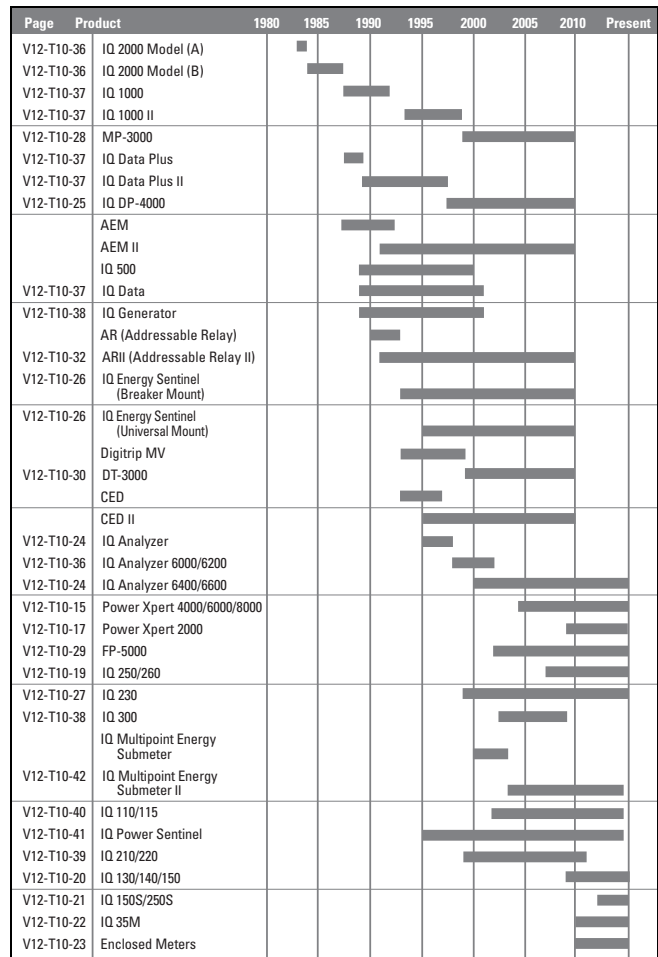 Page Product 1980 1985 1990 1995 2000 2005 2010 Present
V12-T10-36 IQ 2000 Model (A)
V12-T10-36 IQ 2000 Model (B)
V12-T10-37 IQ 1000
V12-T10-37 IQ 1000 II
V12-T10-28 MP-3000
V12-T10-37 IQ Data Plus
V12-T10-37 IQ Data Plus II
V12-T10-25 IQ DP-4000
AEM
AEM II
IQ 500
V12-T10-37 IQ Data
V12-T10-38 IQ Generator
AR (Addressable Relay)
V12-T10-32 ARII (Addressable Relay II)
V12-T10-26 IQ Energy Sentinel
(Breaker Mount)
V12-T10-26 IQ Energy Sentinel
(Universal Mount)
Digitrip MV
V12-T10-30 DT-3000
CED
CED II
V12-T10-24 IQ Analyzer
V12-T10-36 IQ Analyzer 6000/6200
V12-T10-24 IQ Analyzer 6400/6600
V12-T10-15 Power Xpert 4000/6000/8000
V12-T10-17 Power Xpert 2000
V12-T10-29 FP-5000
V12-T10-19 IQ 250/260
V12-T10-27 IQ 230
V12-T10-38 IQ 300
IQ Multipoint Energy
Submeter
V12-T10-42 IQ Multipoint Energy
Submeter II
V12-T10-40 IQ 110/115
V12-T10-41 IQ Power Sentinel
V12-T10-39 IQ 210/220
V12-T10-20 IQ 130/140/150
V12-T10-21 IQ 150S/250S
V12-T10-22 IQ 35M
V12-T10-23 Enclosed Meters